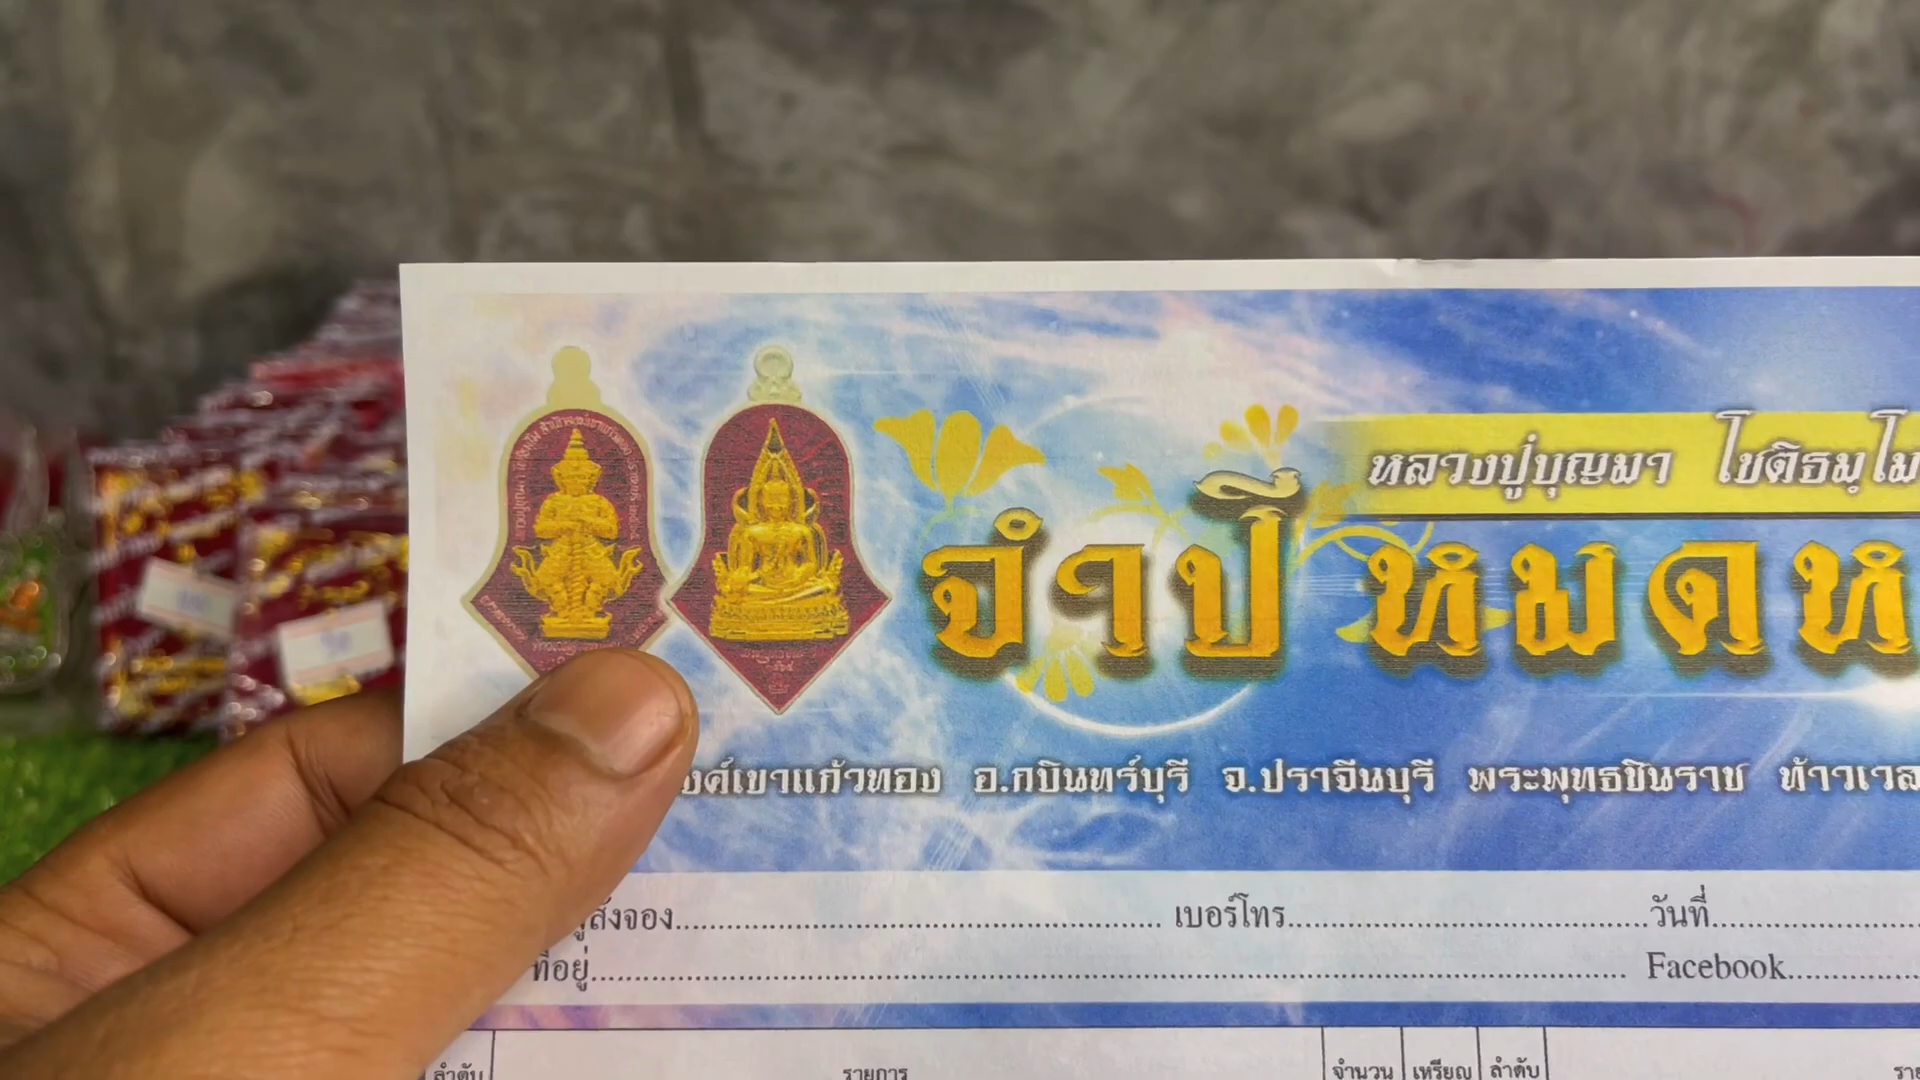 หลวงปู่บุญมา โชติธมฺโม
จำปี หมดห
งค์เขาแก้วทอง อ.กบินทร์บุรี จ.ปราจีนบุรี พระพุทธชินราช ท้าวเวส
ผู้สั่งจอง............ เบอร์โทร............วันที่............
ที่อยู่............ Facebook............
ลำดับ รายการ จำนวน เหรียญ ลำดับ ราย